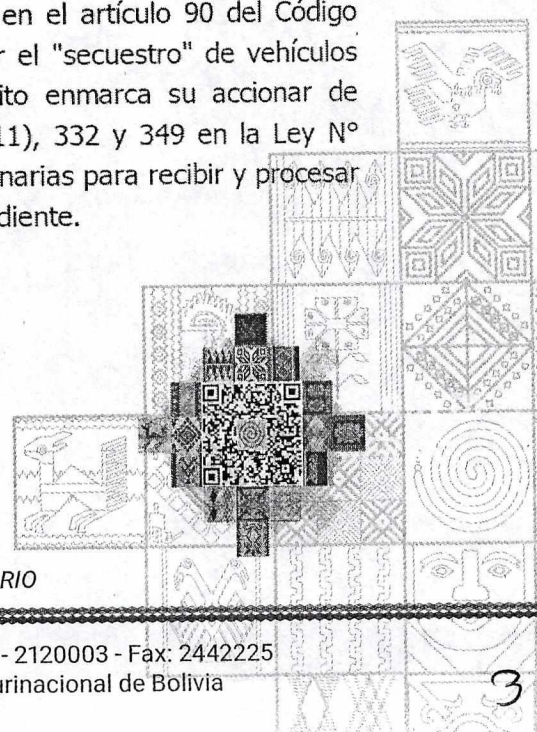 en el artículo 90 del Código
el "secuestro" de vehículos
ito enmarca su accionar de
11), 332 y 349 en la Ley N°
narias para recibir y procesar
diente.
RIO
- 2120003 - Fax: 2442225
urinacional de Bolivia
3